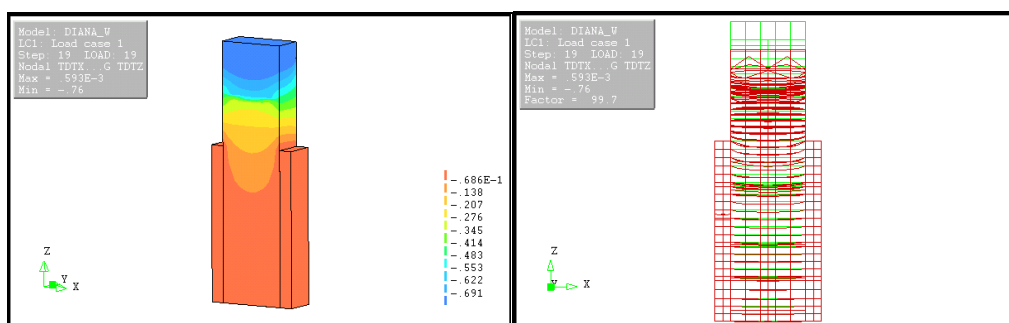 Model: DIANA_W
LC1: Load case 1
Step: 19 LOAD: 19
Nodal TDTX...G TDTZ
Max = .593E-3
Min = -.76
-.686E-1
-.138
-.207
-.276
-.345
-.414
-.483
-.553
-.622
-.691
Z
Y
X
Model: DIANA_W
LC1: Load case 1
Step: 19 LOAD: 19
Nodal TDTX...G TDTZ
Max = .593E-3
Min = -.76
Factor = 99.7
Z
Y
X